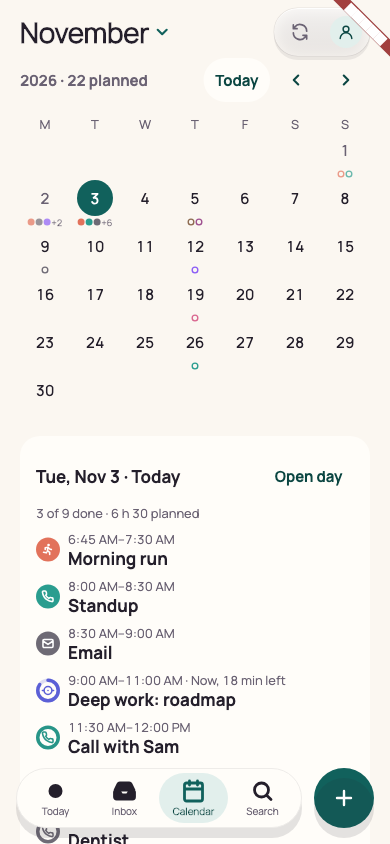 November
2026 · 22 planned
Today
M T W T F S S
1
2 3 4 5 6 7 8
+2 +6
9 10 11 12 13 14 15
16 17 18 19 20 21 22
23 24 25 26 27 28 29
30
Tue, Nov 3 · Today
Open day
3 of 9 done · 6 h 30 planned
6:45 AM–7:30 AM
Morning run
8:00 AM–8:30 AM
Standup
8:30 AM–9:00 AM
Email
9:00 AM–11:00 AM · Now, 18 min left
Deep work: roadmap
11:30 AM–12:00 PM
Call with Sam
Today Inbox Calendar Search
Dentist